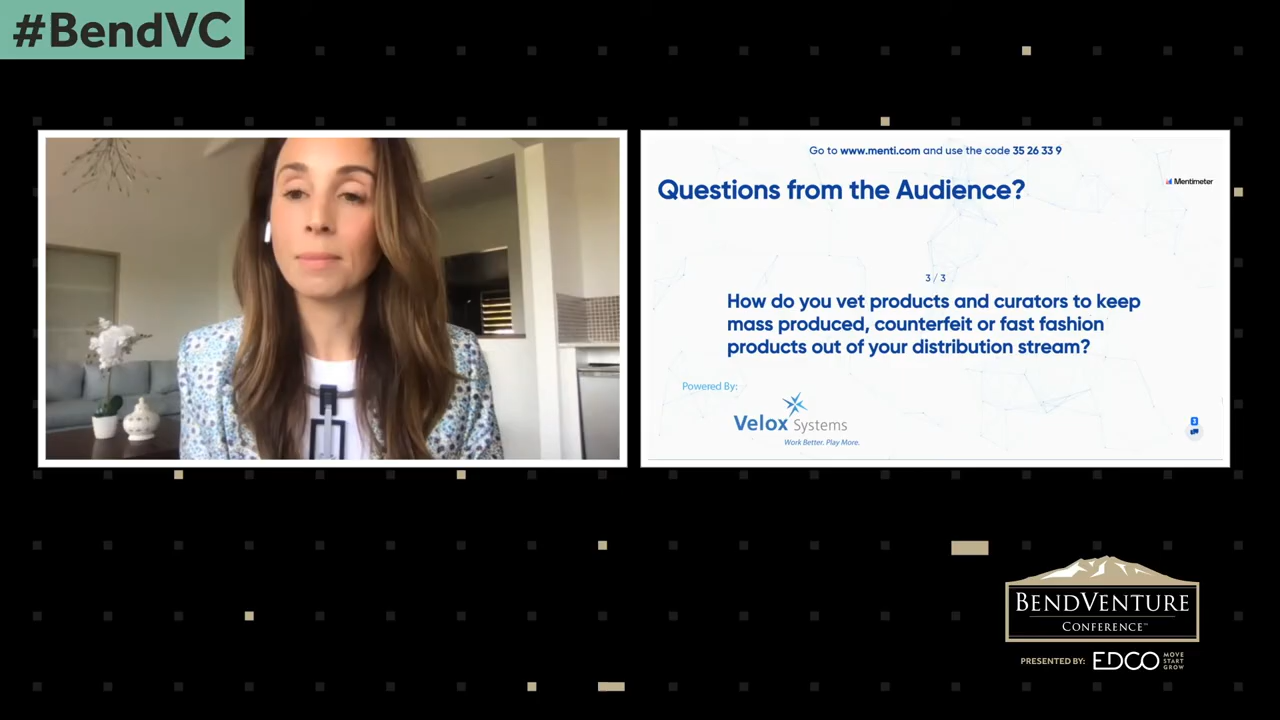 #BendVC
Go to www.menti.com and use the code 35 26 33 9
Mentimeter
Questions from the Audience?
3 / 3
How do you vet products and curators to keep
mass produced, counterfeit or fast fashion
products out of your distribution stream?
Powered By:
Velox Systems
Work Better. Play More.
3
BENDVENTURE
CONFERENCE™
PRESENTED BY: EDCO MOVE
START
GROW